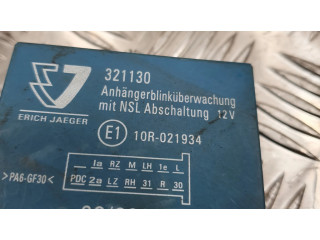 321130
Anhängerblinküberwachung
mit NSL Abschaltung 12V
ERICH JAEGER
E1 10R-021934
>PA6-GF30<
Ia RZ M LH 1e L
PDC 2a LZ RH 31 R 30